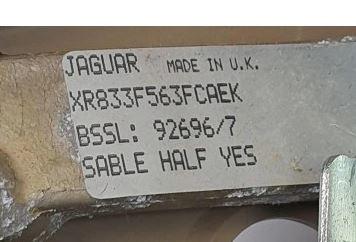 JAGUAR MADE IN U.K.
XR833F563FCAEK
BSSL: 92696/7
SABLE HALF YES